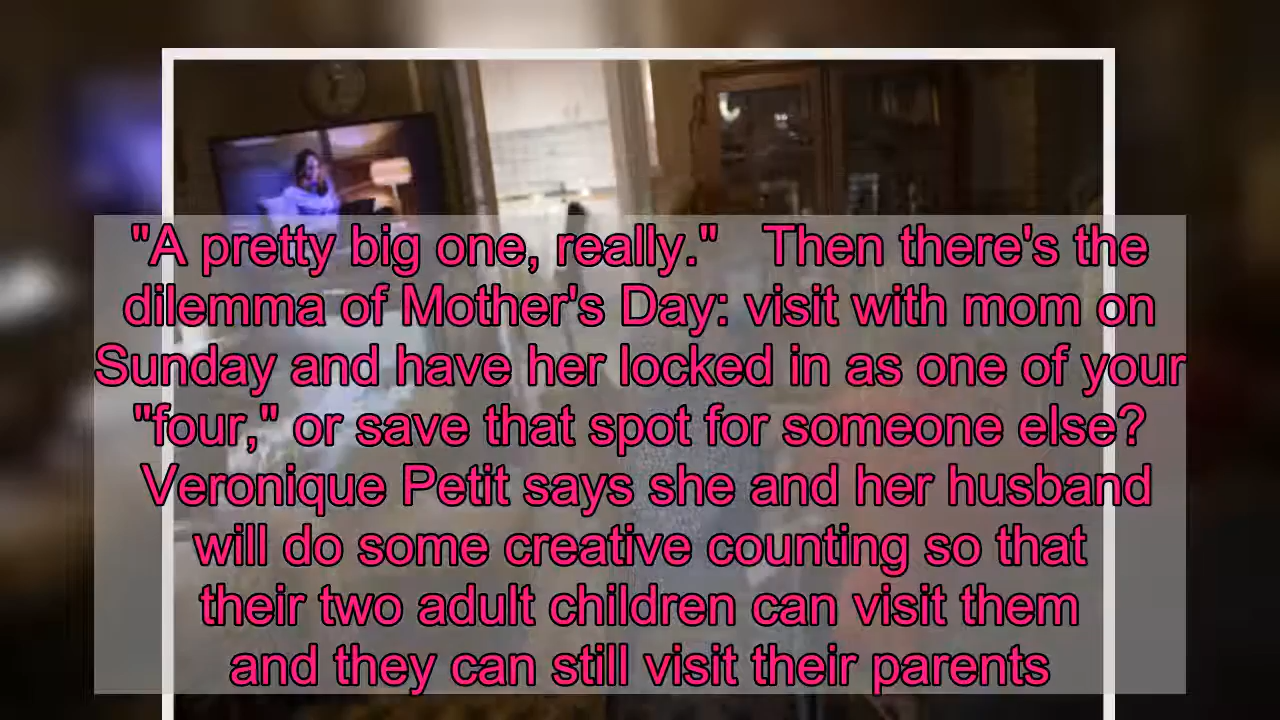 "A pretty big one, really."   Then there's the
dilemma of Mother's Day: visit with mom on
Sunday and have her locked in as one of your
"four," or save that spot for someone else?
Veronique Petit says she and her husband
will do some creative counting so that
their two adult children can visit them
and they can still visit their parents